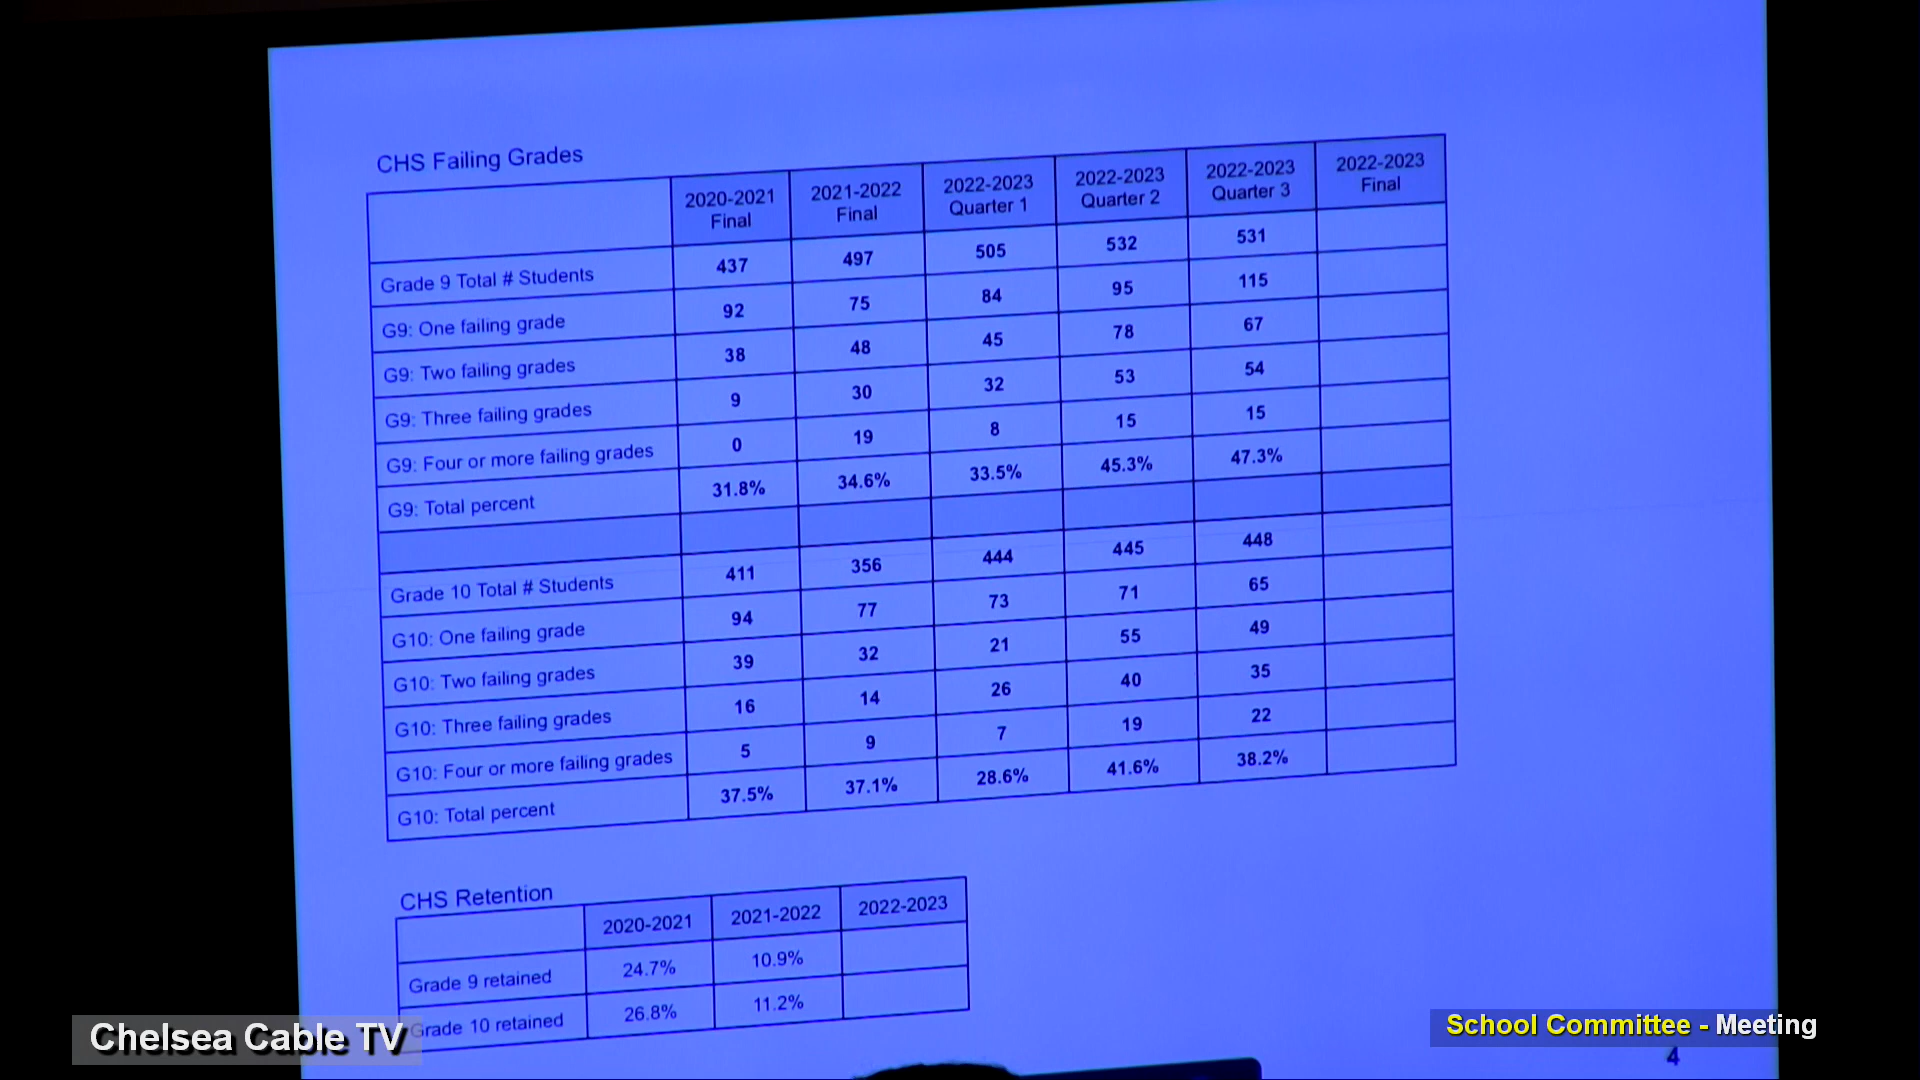 CHS Failing Grades
2020-2021 Final 2021-2022 Final 2022-2023 Quarter 1 2022-2023 Quarter 2 2022-2023 Quarter 3 2022-2023 Final
Grade 9 Total # Students 437 497 505 532 531
G9: One failing grade 92 75 84 95 115
G9: Two failing grades 38 48 45 78 67
G9: Three failing grades 9 30 32 53 54
G9: Four or more failing grades 0 19 8 15 15
G9: Total percent 31.8% 34.6% 33.5% 45.3% 47.3%
Grade 10 Total # Students 411 356 444 445 448
G10: One failing grade 94 77 73 71 65
G10: Two failing grades 39 32 21 55 49
G10: Three failing grades 16 14 26 40 35
G10: Four or more failing grades 5 9 7 19 22
G10: Total percent 37.5% 37.1% 28.6% 41.6% 38.2%
CHS Retention
2020-2021 2021-2022 2022-2023
Grade 9 retained 24.7% 10.9%
Grade 10 retained 26.8% 11.2%
Chelsea Cable TV
School Committee - Meeting
4